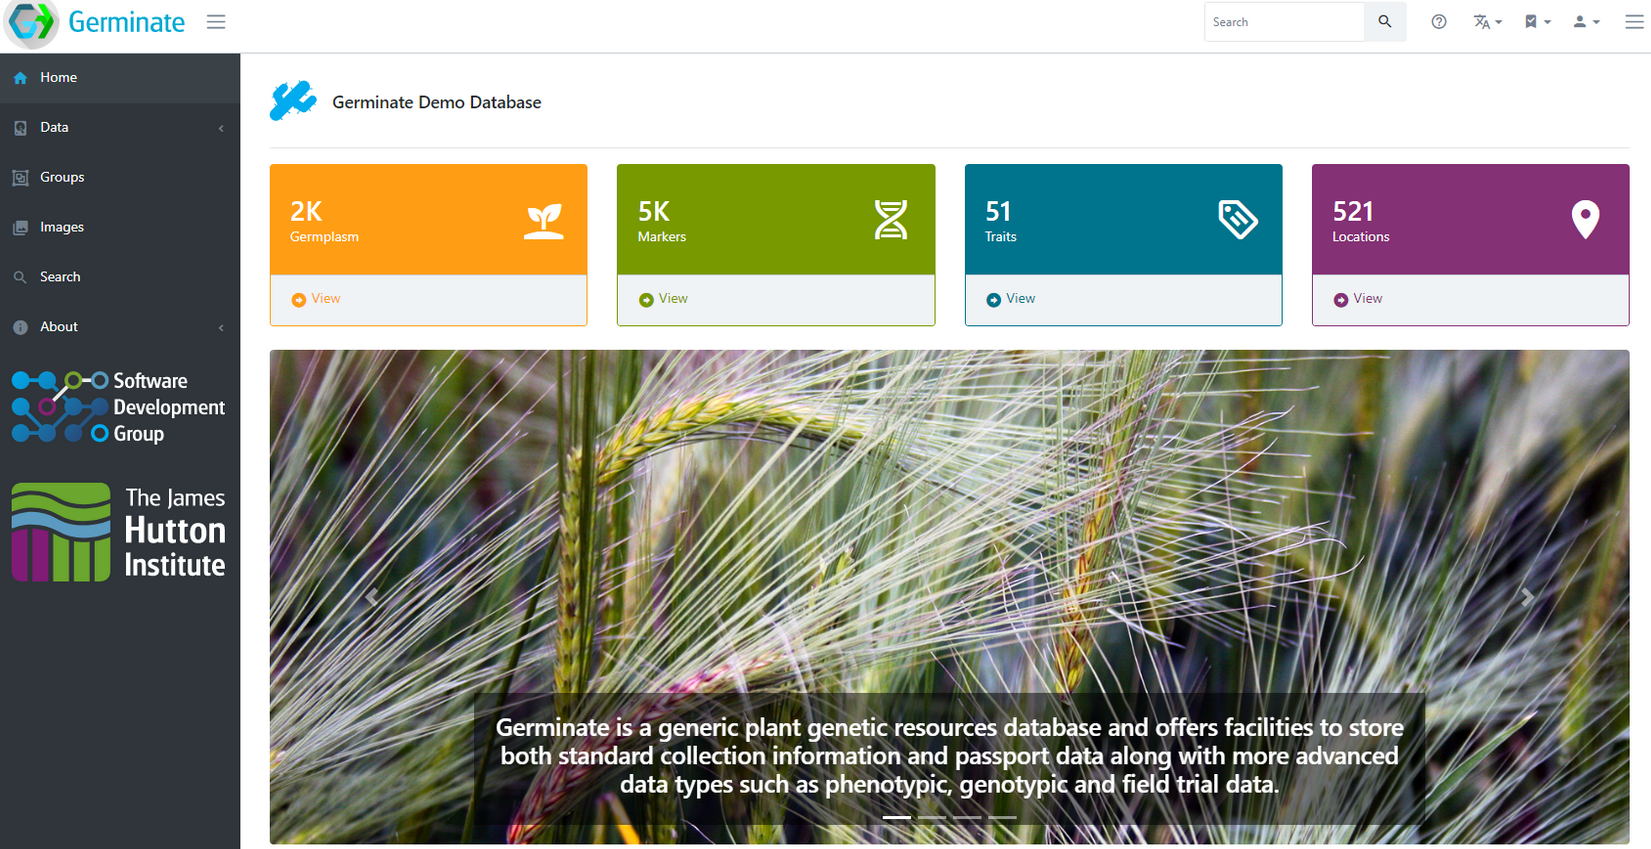 Germinate
Search
Home
Data
Groups
Images
Search
About
Software
Development
Group
The James
Hutton
Institute
Germinate Demo Database
2K
Germplasm
View
5K
Markers
View
51
Traits
View
521
Locations
View
Germinate is a generic plant genetic resources database and offers facilities to store
both standard collection information and passport data along with more advanced
data types such as phenotypic, genotypic and field trial data.